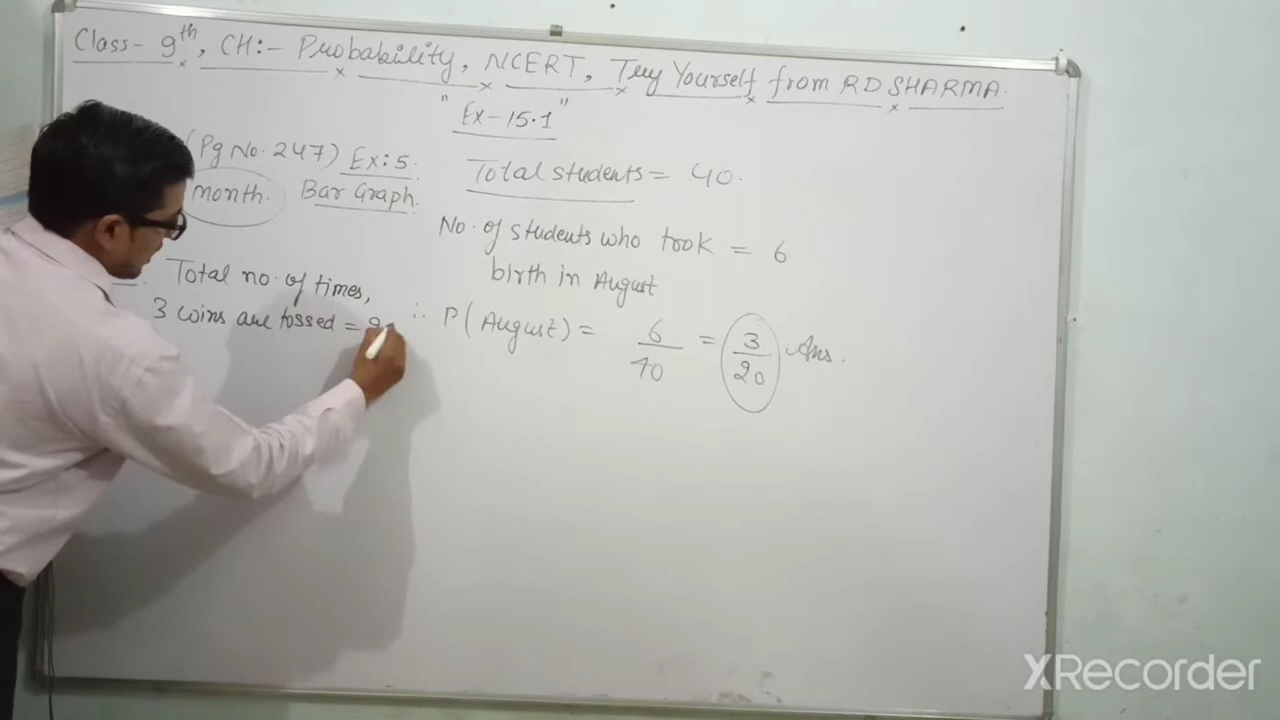 Class- 9th, CH:- Probability, NCERT, Try Yourself from RD SHARMA.
"Ex-15.1"
(Pg No. 247) Ex:5.
month. Bar Graph.
Total students = 40.
No. of students who took = 6
birth in August
∴ P(August) = 6/40 = 3/20 Ans.
Total no. of times,
3 coins are tossed =
XRecorder